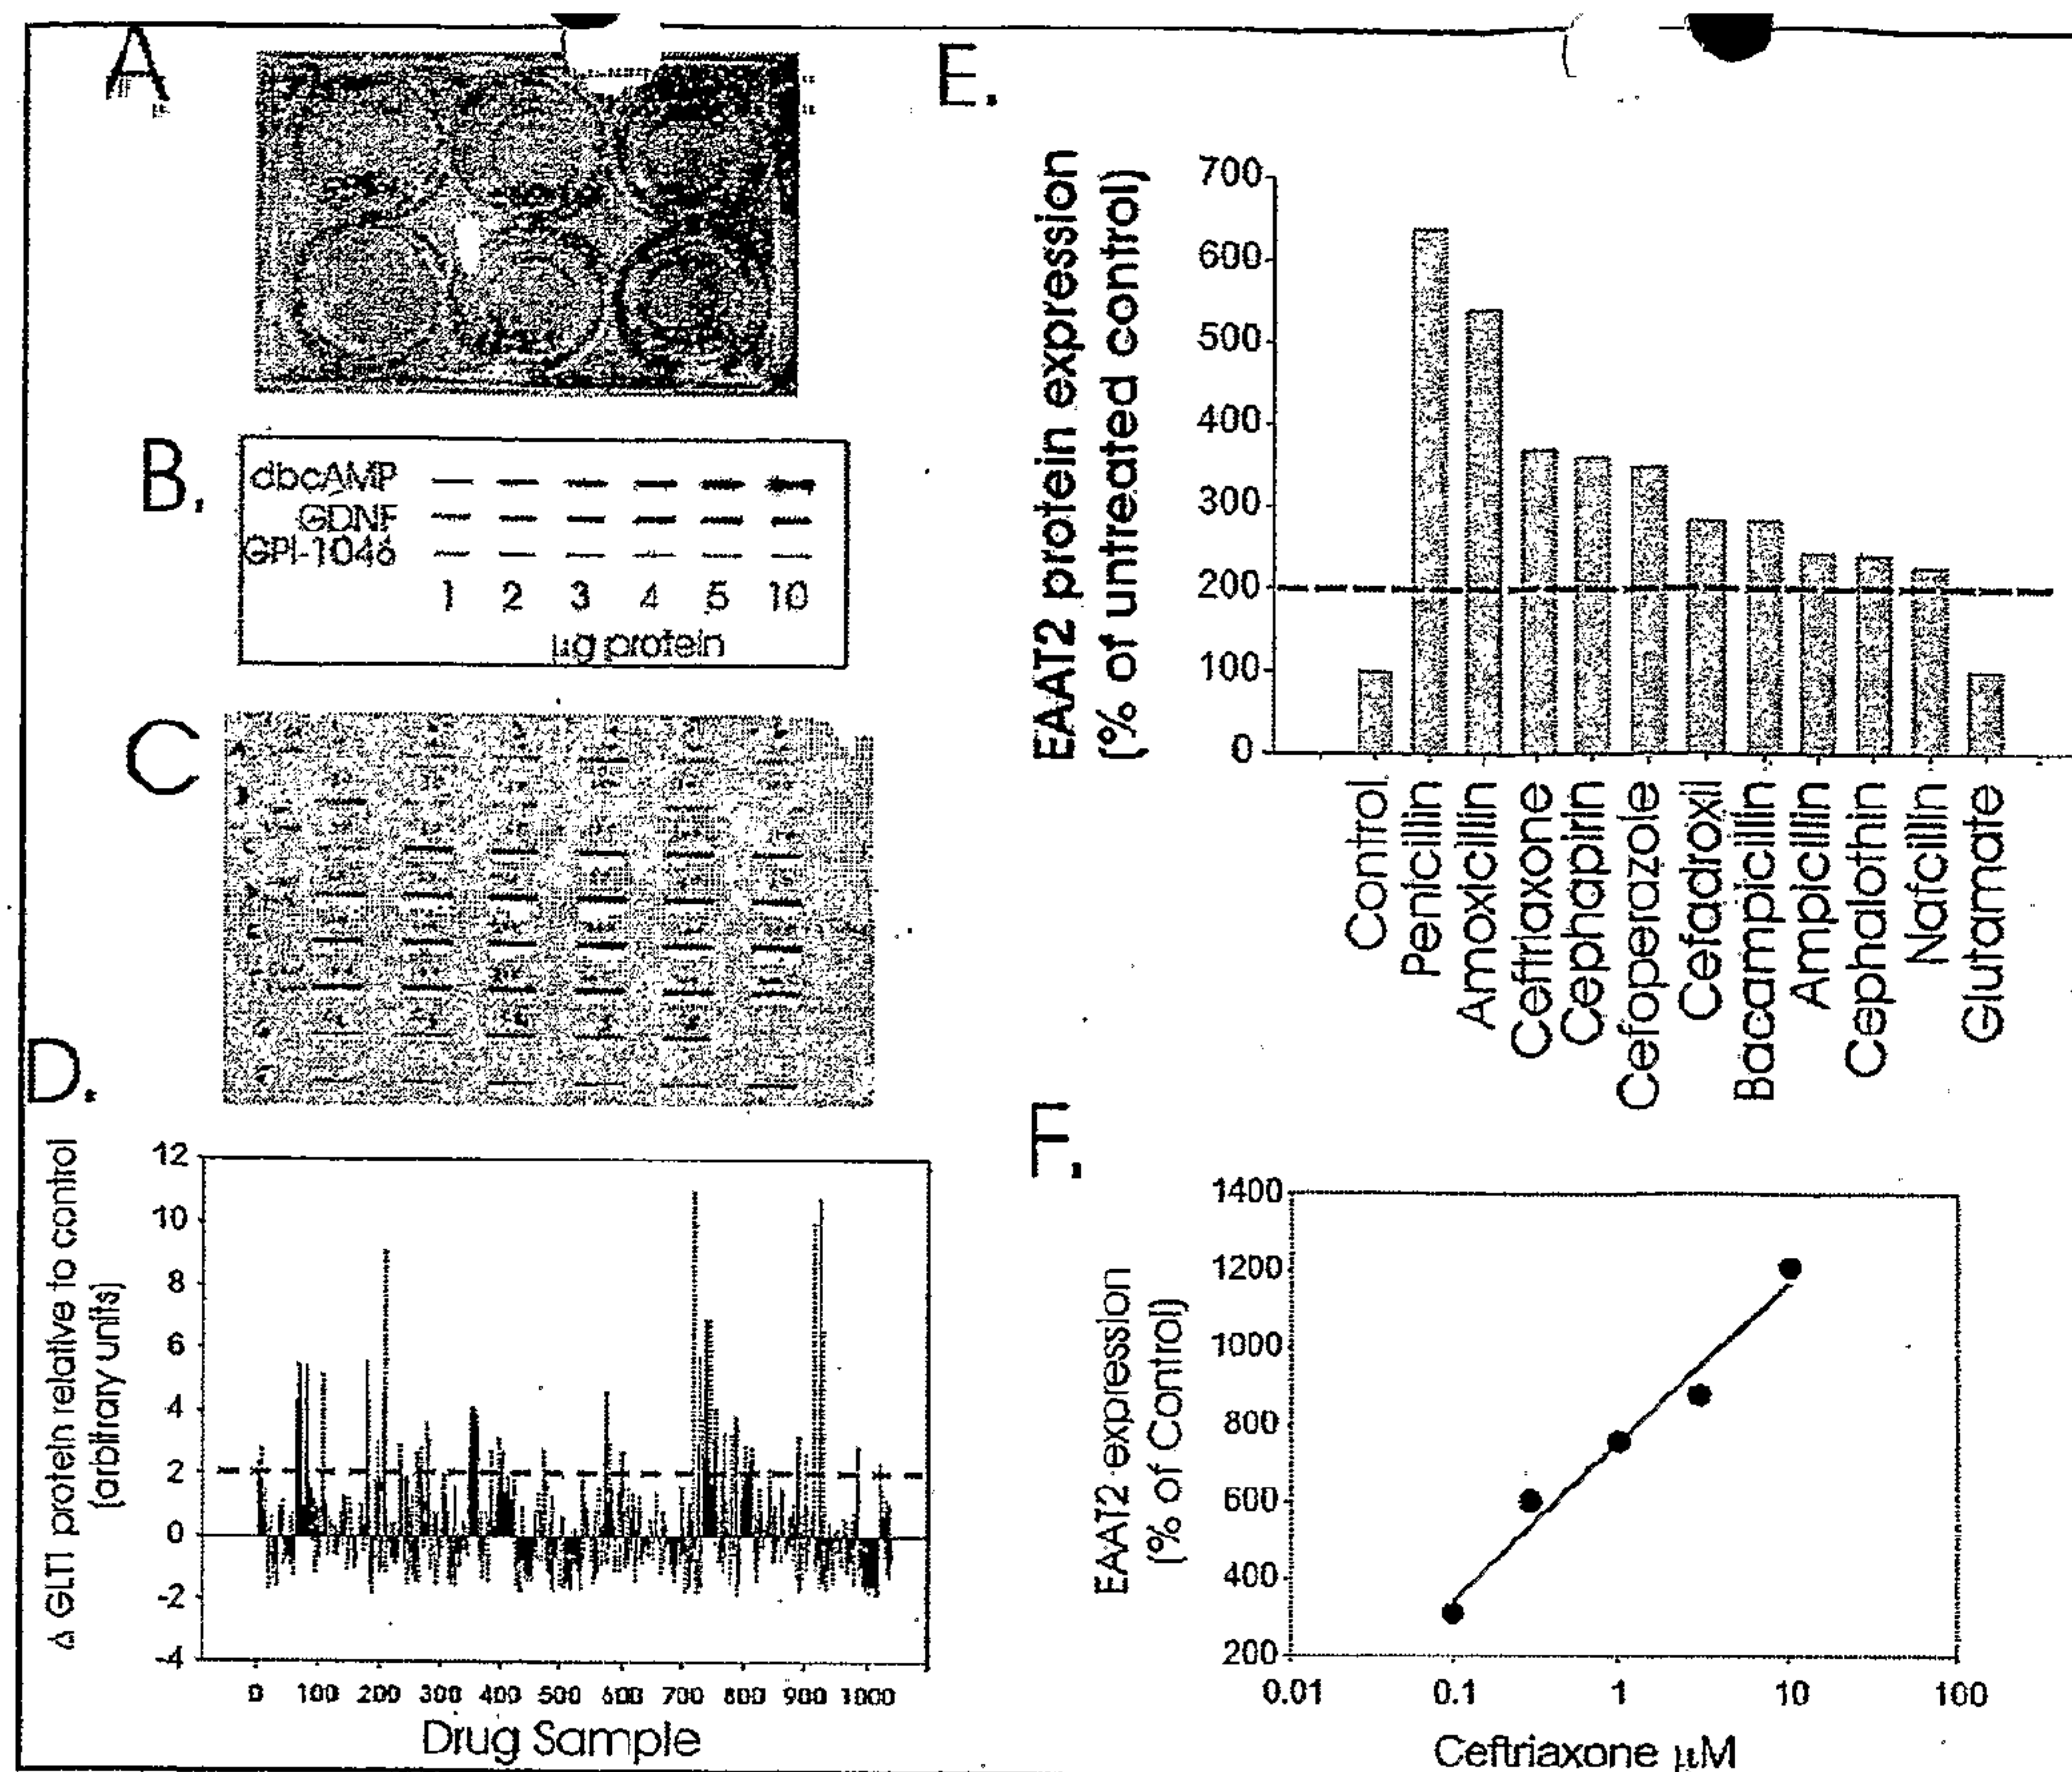 A
B.
dbcAMP
GDNF
GPI-1046
1 2 3 4 5 10
µg protein
C
D.
Δ GLT1 protein relative to control
(arbitrary units)
12
10
8
6
4
2
0
-2
-4
0 100 200 300 400 500 600 700 800 900 1000
Drug Sample
E.
EAAT2 protein expression
(% of untreated control)
700
600
500
400
300
200
100
0
Control
Penicillin
Amoxicillin
Ceftriaxone
Cephapirin
Cefoperazole
Cefadroxil
Bacampicillin
Ampicillin
Cephalothin
Nafcillin
Glutamate
F.
EAAT2 expression
(% of Control)
1400
1200
1000
800
600
400
200
0.01 0.1 1 10 100
Ceftriaxone µM